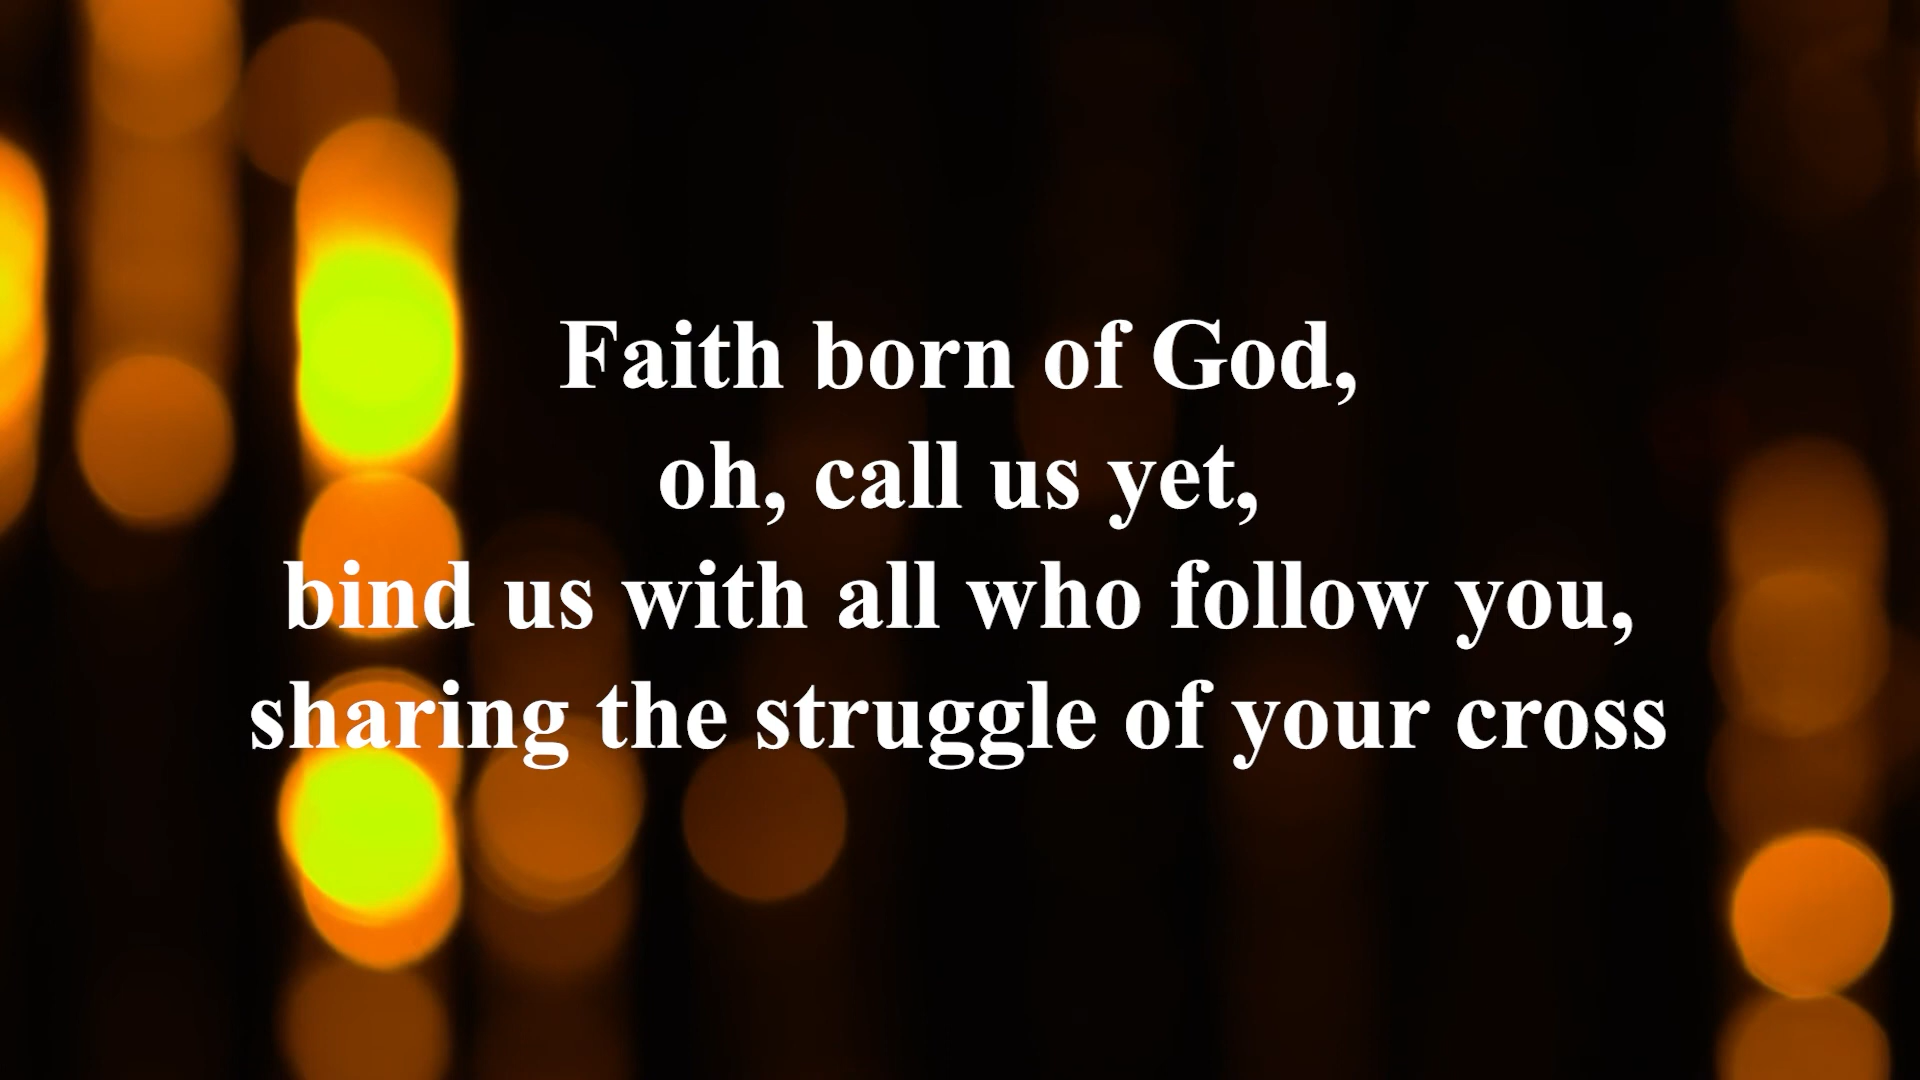 Faith born of God,
oh, call us yet,
bind us with all who follow you,
sharing the struggle of your cross